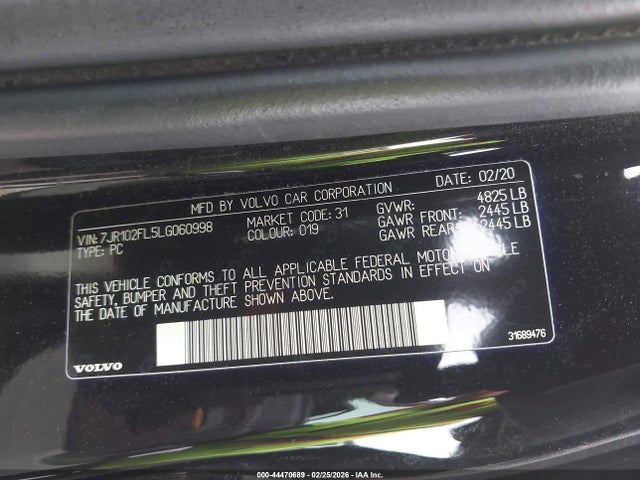 MFD BY VOLVO CAR CORPORATION DATE: 02/20
VIN: 7JR102FL5LG060998 MARKET CODE: 31 GVWR: 4825 LB
TYPE: PC COLOUR: 019 GAWR FRONT: 2445 LB
GAWR REAR: 2445 LB
THIS VEHICLE CONFORMS TO ALL APPLICABLE FEDERAL MOTOR
SAFETY, BUMPER AND THEFT PREVENTION STANDARDS IN EFFECT ON
THE DATE OF MANUFACTURE SHOWN ABOVE.
VOLVO 31689476
000-44470689 02/25/2026 - IAA Inc.